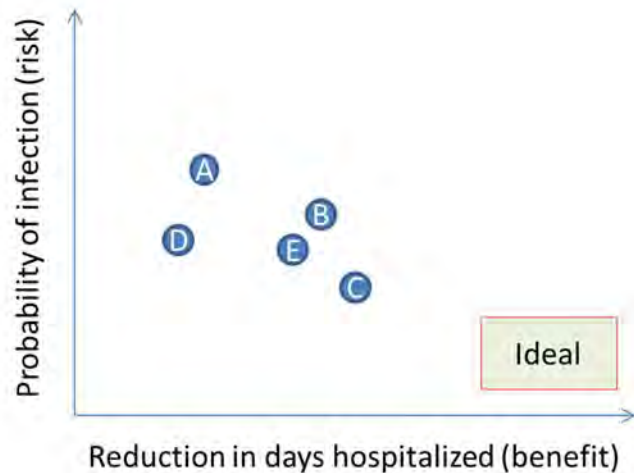 Probability of infection (risk)
A
B
D
E
C
Ideal
Reduction in days hospitalized (benefit)